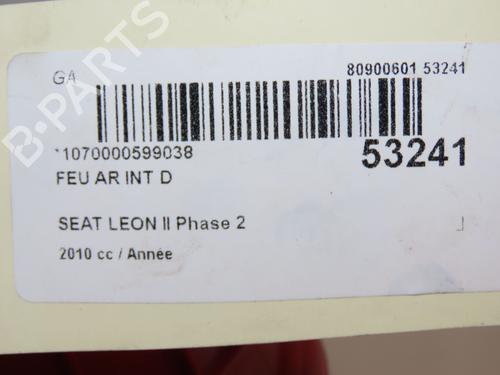 GA
80900601 53241
*1070000599038
53241
FEU AR INT D
SEAT LEON II Phase 2
2010 cc / Année
B-PARTS